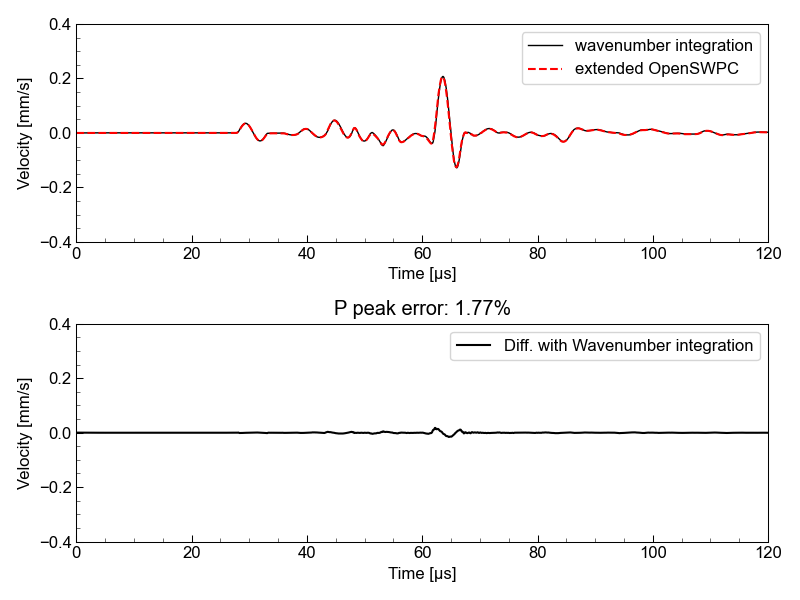 0.4
0.2
0.0
−0.2
−0.4
Velocity [mm/s]
wavenumber integration
extended OpenSWPC
0 20 40 60 80 100 120
Time [µs]
P peak error: 1.77%
0.4
0.2
0.0
−0.2
−0.4
Velocity [mm/s]
Diff. with Wavenumber integration
0 20 40 60 80 100 120
Time [µs]